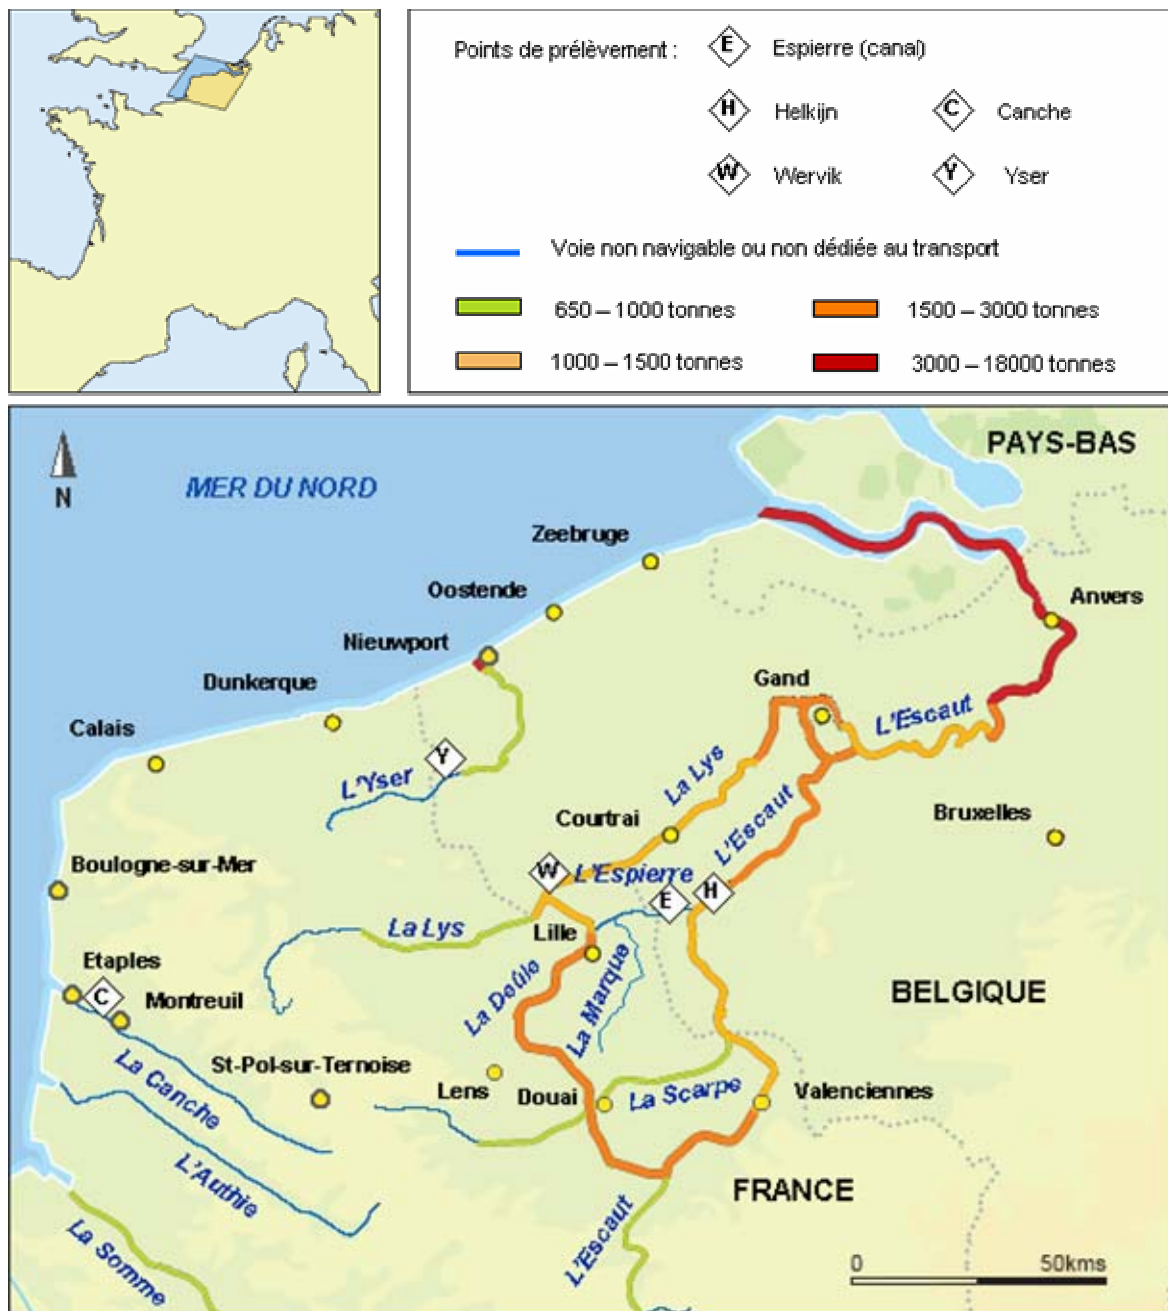 Points de prélèvement :
E
Espierre (canal)
H
Helkijn
C
Canche
W
Wervik
Y
Yser
Voie non navigable ou non dédiée au transport
650 – 1000 tonnes
1500 – 3000 tonnes
1000 – 1500 tonnes
3000 – 18000 tonnes
PAYS-BAS
N
MER DU NORD
Zeebruge
Oostende
Anvers
Nieuwport
Dunkerque
Gand
L'Escaut
Calais
Y
L'Yser
La Lys
L'Escaut
Courtrai
Bruxelles
Boulogne-sur-Mer
W
L'Espierre
E
H
La Lys
Lille
Etaples
C
Montreuil
La Deûle
La Marque
BELGIQUE
La Canche
St-Pol-sur-Ternoise
Lens
Douai
La Scarpe
Valenciennes
L'Authie
FRANCE
La Somme
L'Escaut
0
50kms